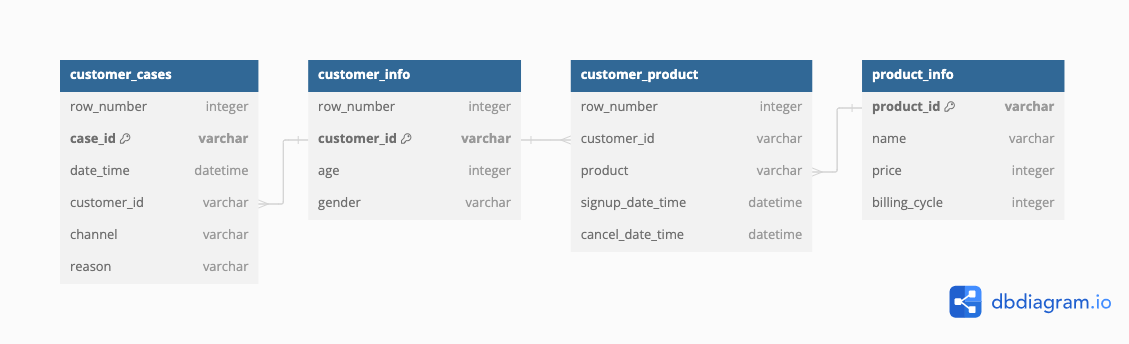 customer_cases
row_number integer
case_id varchar
date_time datetime
customer_id varchar
channel varchar
reason varchar
customer_info
row_number integer
customer_id varchar
age integer
gender varchar
customer_product
row_number integer
customer_id varchar
product varchar
signup_date_time datetime
cancel_date_time datetime
product_info
product_id varchar
name varchar
price integer
billing_cycle integer
dbdiagram.io